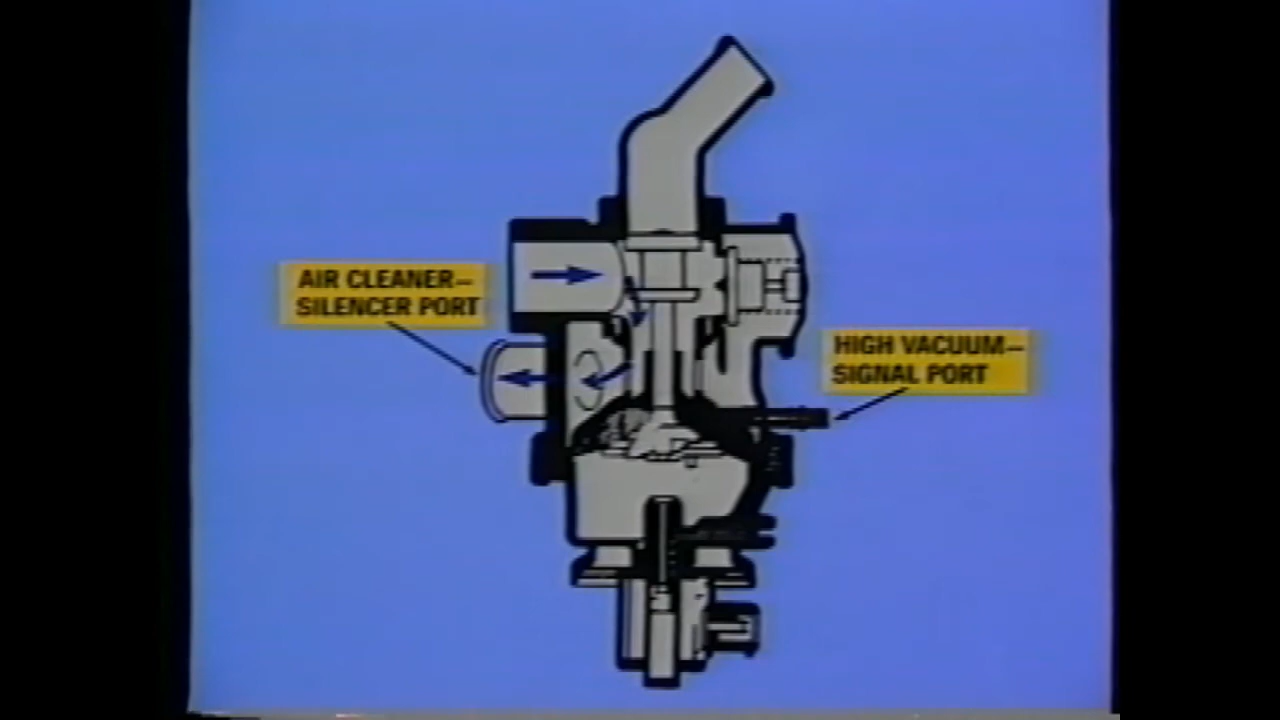 AIR CLEANER—
SILENCER PORT
HIGH VACUUM—
SIGNAL PORT